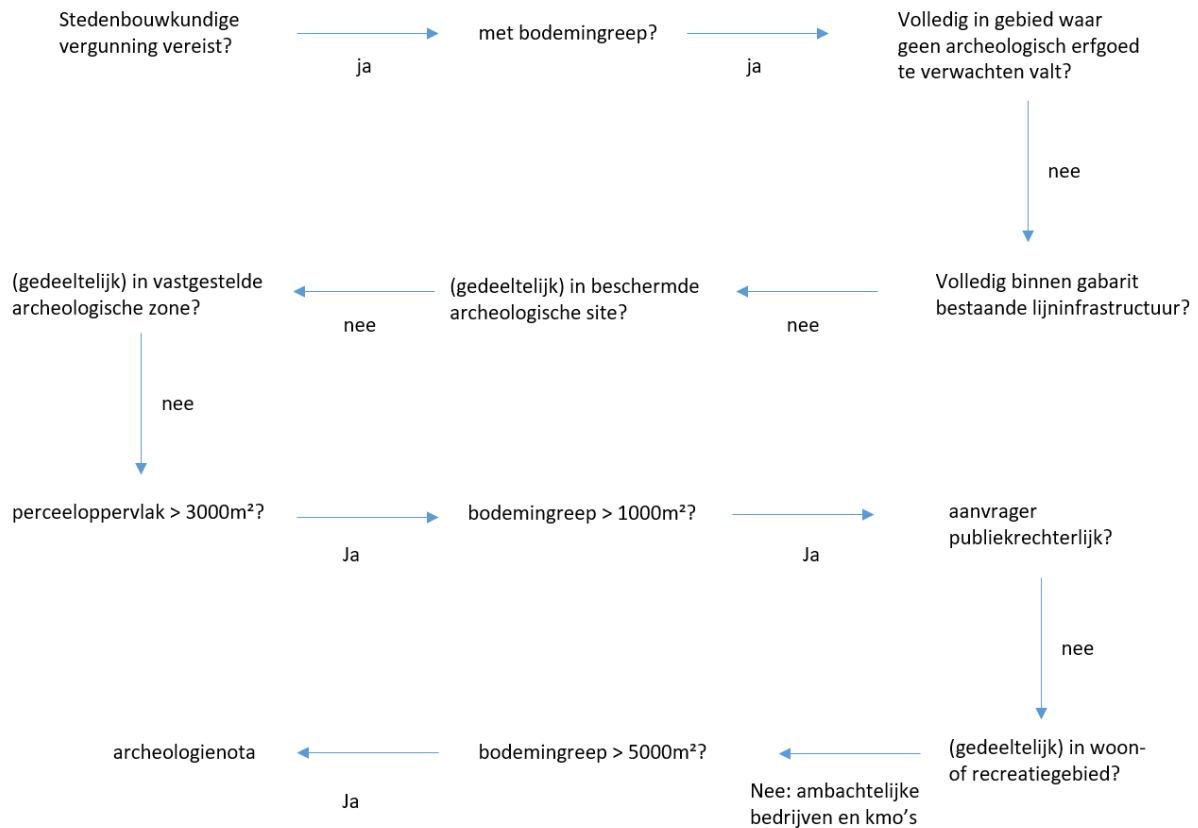 Stedenbouwkundige
vergunning vereist?
ja
met bodemingreep?
ja
Volledig in gebied waar
geen archeologisch erfgoed
te verwachten valt?
nee
Volledig binnen gabarit
bestaande lijninfrastructuur?
nee
(gedeeltelijk) in beschermde
archeologische site?
nee
(gedeeltelijk) in vastgestelde
archeologische zone?
nee
perceeloppervlak > 3000m²?
Ja
bodemingreep > 1000m²?
Ja
aanvrager
publiekrechterlijk?
nee
(gedeeltelijk) in woon-
of recreatiegebied?
Nee: ambachtelijke
bedrijven en kmo's
bodemingreep > 5000m²?
Ja
archeologienota